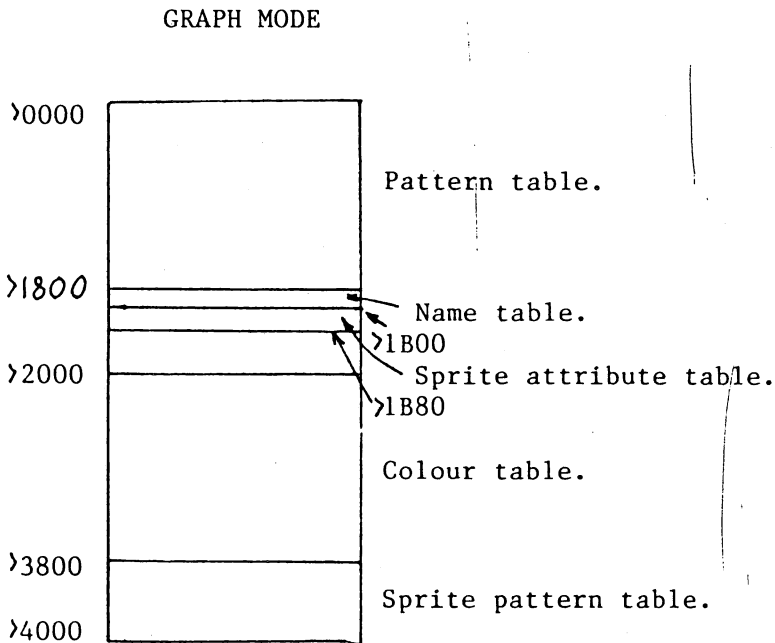 GRAPH MODE
>0000
Pattern table.
>1800
Name table.
>1B00
>2000
Sprite attribute table.
>1B80
Colour table.
>3800
Sprite pattern table.
>4000